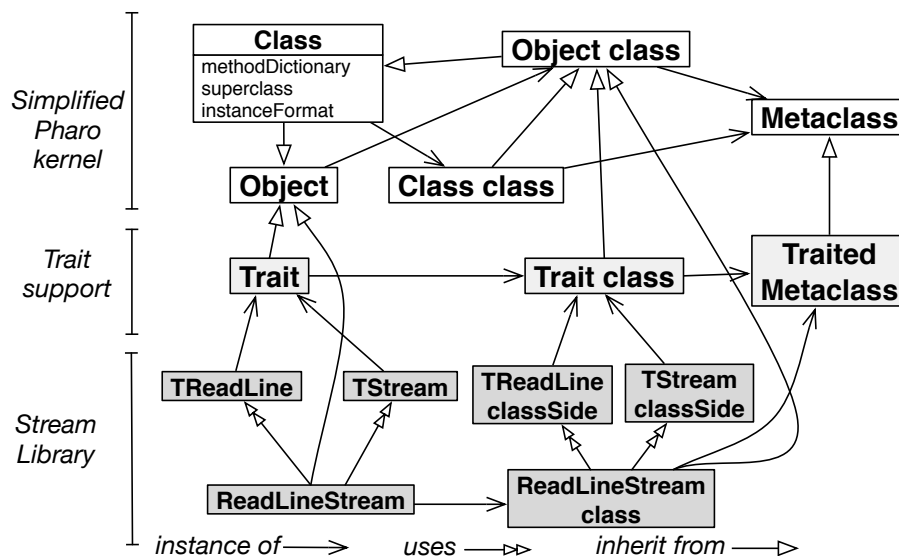 Simplified
Pharo
kernel
Class
methodDictionary
superclass
instanceFormat
Object class
Metaclass
Object
Class class
Trait
support
Trait
Trait class
Traited
Metaclass
Stream
Library
TReadLine
TStream
TReadLine
classSide
TStream
classSide
ReadLineStream
ReadLineStream
class
instance of
uses
inherit from